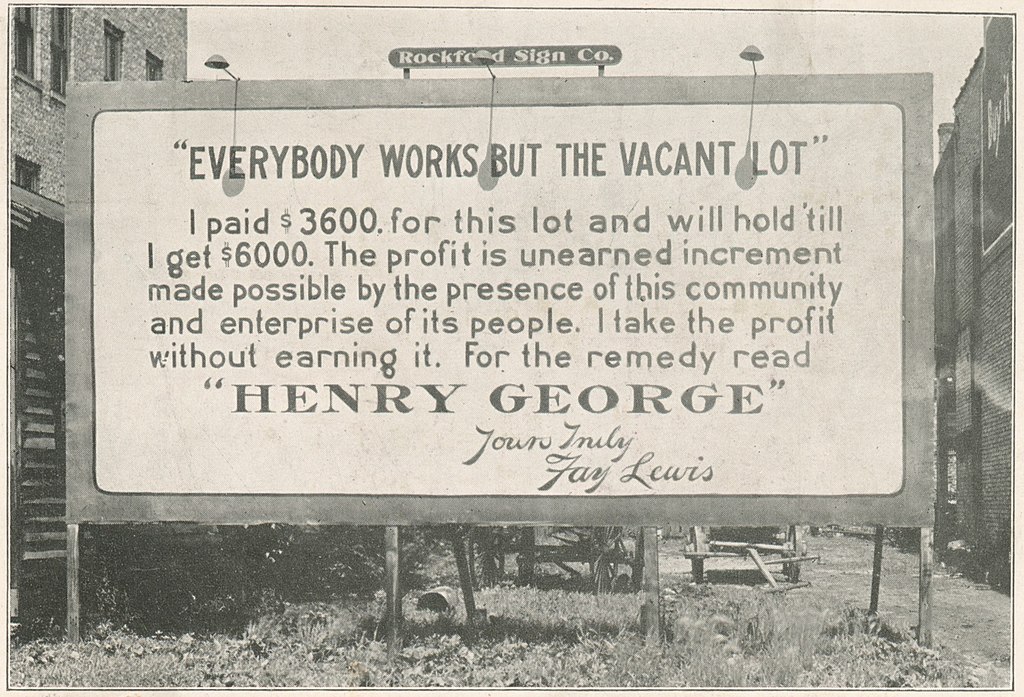 Rockford Sign Co.
"EVERYBODY WORKS BUT THE VACANT LOT"
I paid $3600. for this lot and will hold 'till
I get $6000. The profit is unearned increment
made possible by the presence of this community
and enterprise of its people. I take the profit
without earning it. For the remedy read
"HENRY GEORGE"
Yours Truly
Fay Lewis